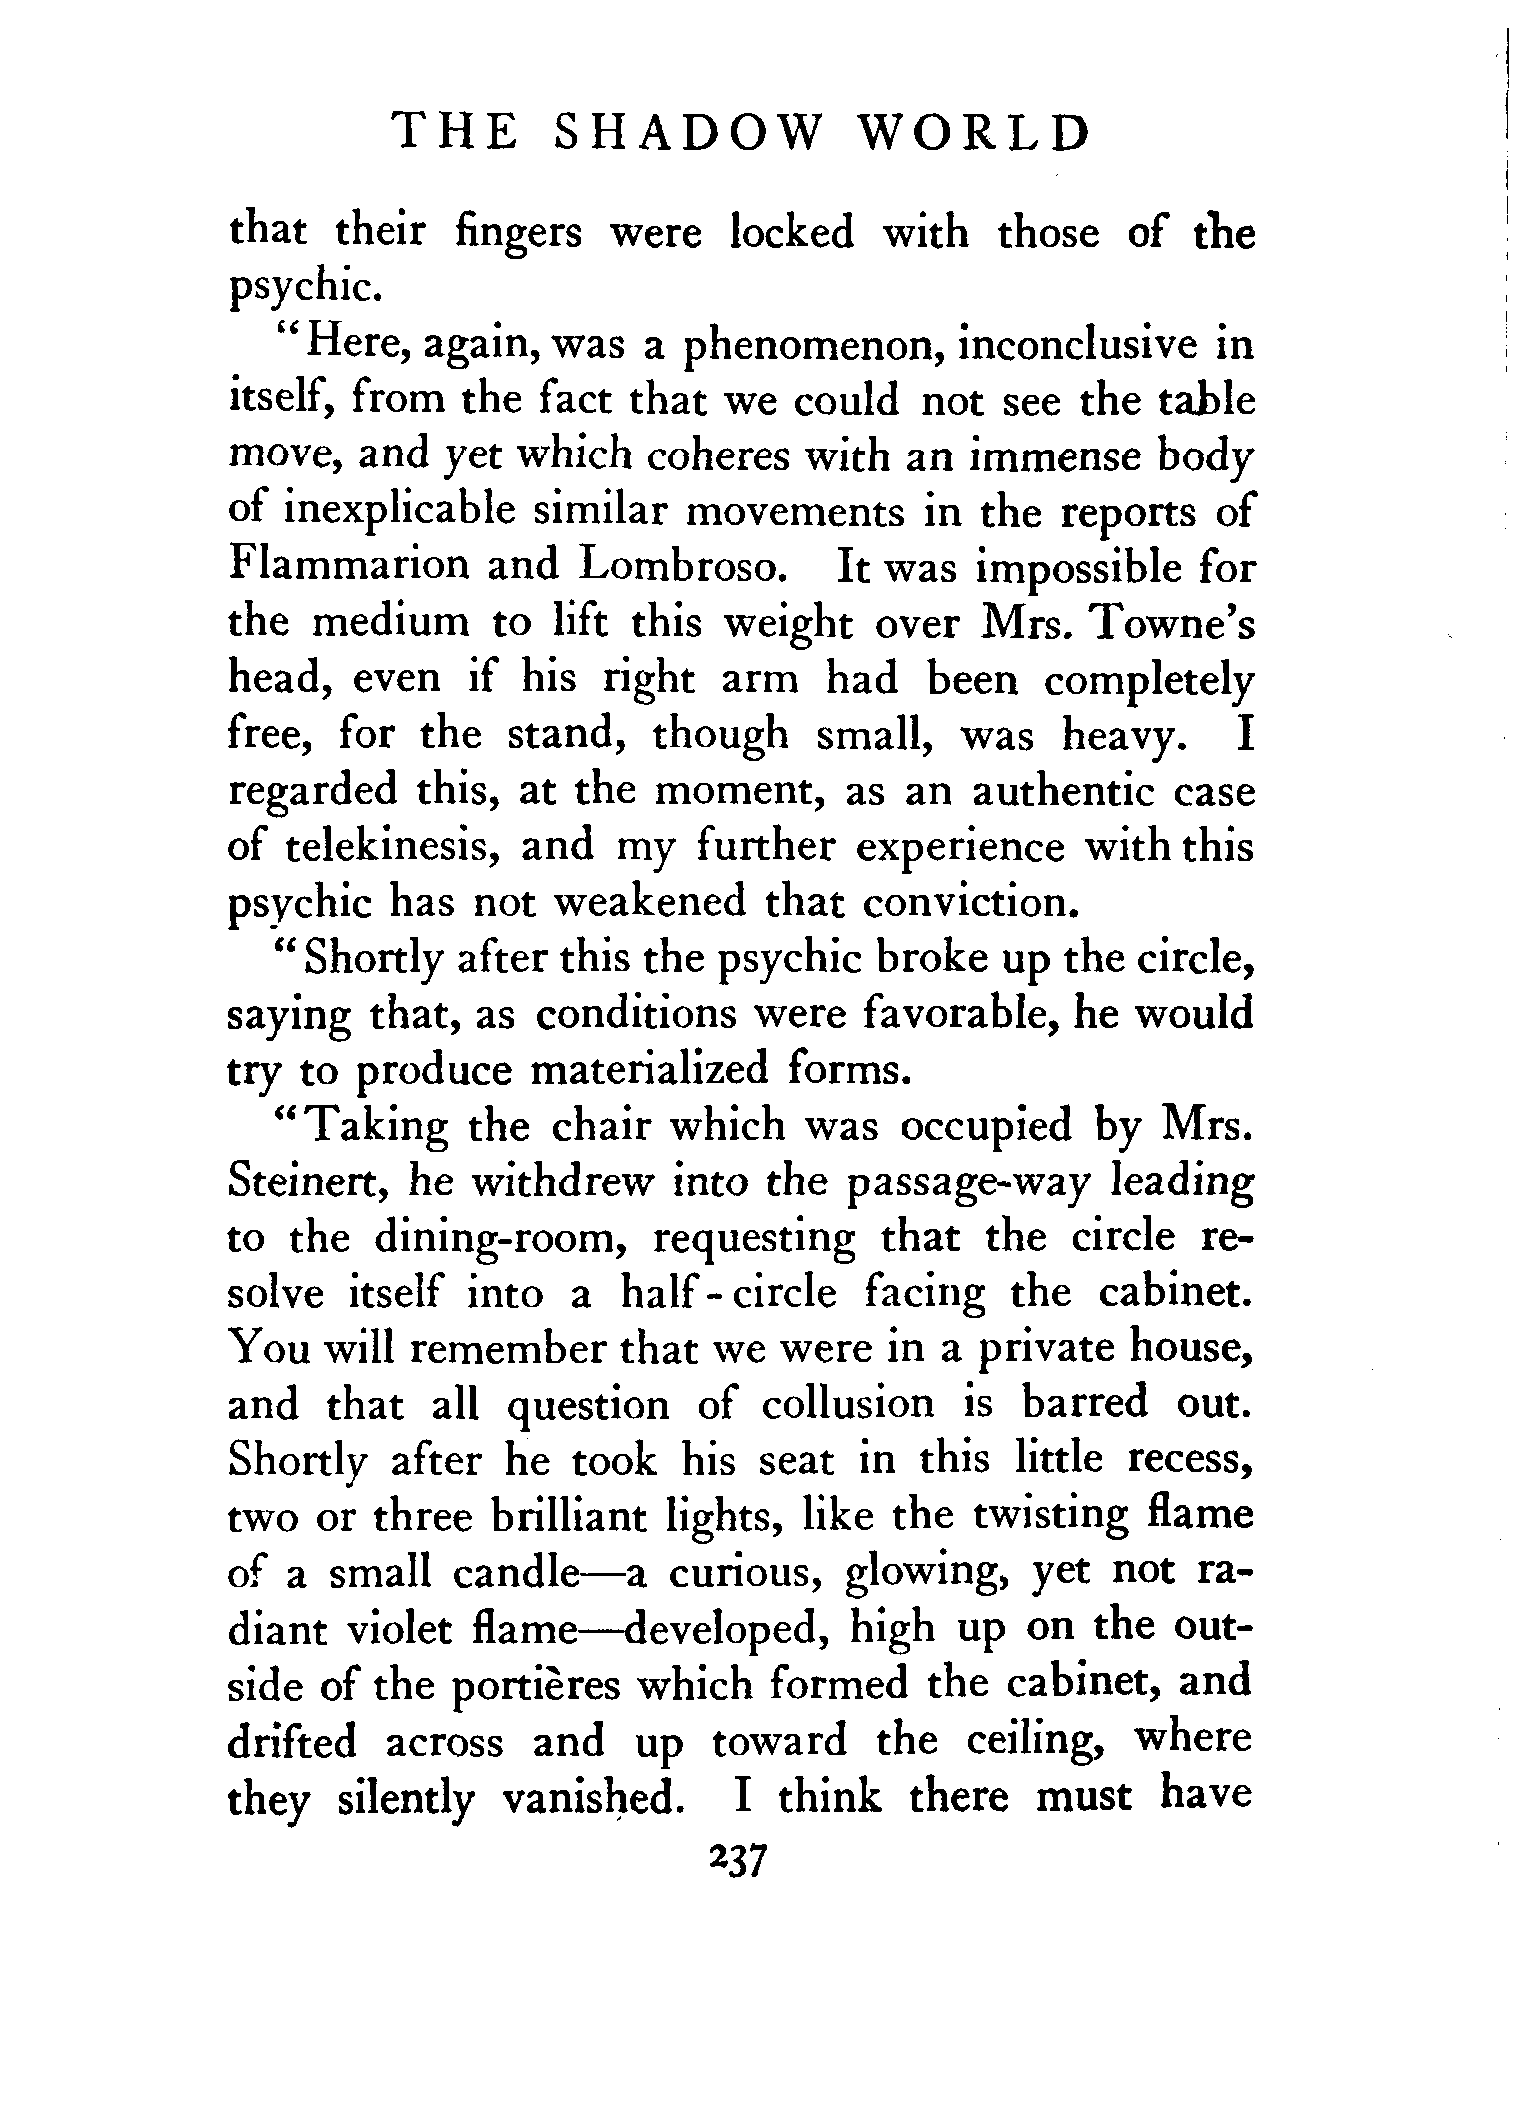 THE SHADOW WORLD
that their fingers were locked with those of the
psychic.
"Here, again, was a phenomenon, inconclusive in
itself, from the fact that we could not see the table
move, and yet which coheres with an immense body
of inexplicable similar movements in the reports of
Flammarion and Lombroso. It was impossible for
the medium to lift this weight over Mrs. Towne's
head, even if his right arm had been completely
free, for the stand, though small, was heavy. I
regarded this, at the moment, as an authentic case
of telekinesis, and my further experience with this
psychic has not weakened that conviction.
"Shortly after this the psychic broke up the circle,
saying that, as conditions were favorable, he would
try to produce materialized forms.
"Taking the chair which was occupied by Mrs.
Steinert, he withdrew into the passage-way leading
to the dining-room, requesting that the circle re-
solve itself into a half-circle facing the cabinet.
You will remember that we were in a private house,
and that all question of collusion is barred out.
Shortly after he took his seat in this little recess,
two or three brilliant lights, like the twisting flame
of a small candle—a curious, glowing, yet not ra-
diant violet flame—developed, high up on the out-
side of the portières which formed the cabinet, and
drifted across and up toward the ceiling, where
they silently vanished. I think there must have
237